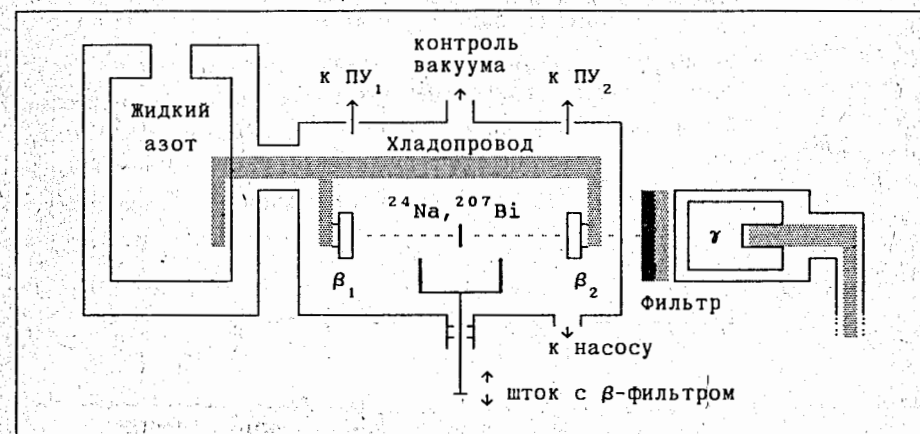 контроль
вакуума
к ПУ1
к ПУ2
Жидкий
азот
Хладопровод
24Na, 207Bi
γ
β1
β2
Фильтр
к насосу
шток с β-фильтром